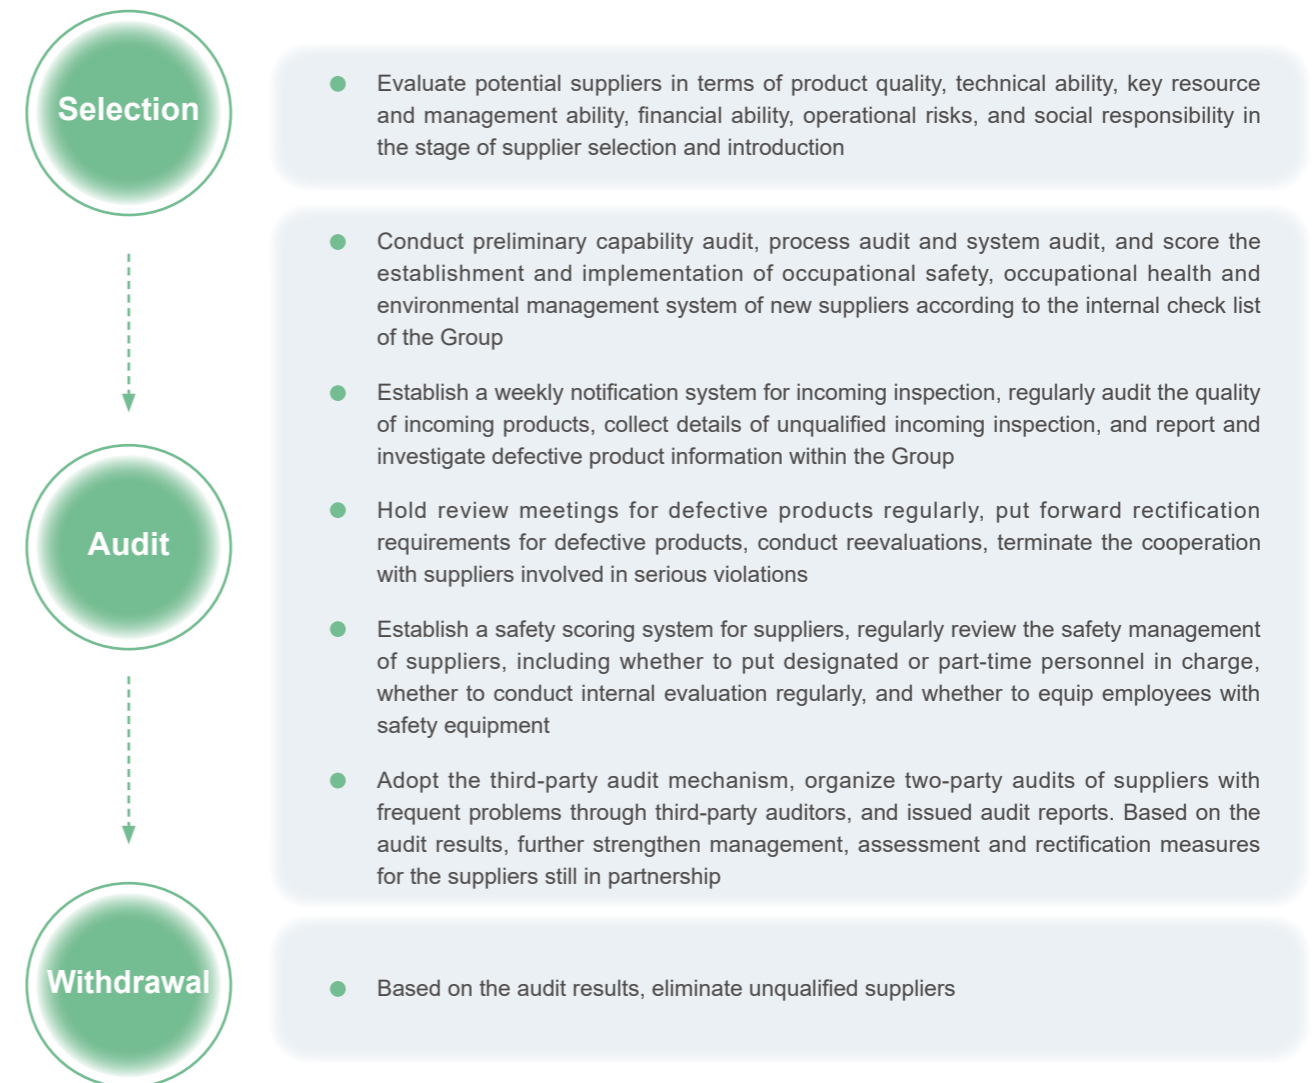 Selection
Evaluate potential suppliers in terms of product quality, technical ability, key resource
and management ability, financial ability, operational risks, and social responsibility in
the stage of supplier selection and introduction
Conduct preliminary capability audit, process audit and system audit, and score the
establishment and implementation of occupational safety, occupational health and
environmental management system of new suppliers according to the internal check list
of the Group
Establish a weekly notification system for incoming inspection, regularly audit the quality
of incoming products, collect details of unqualified incoming inspection, and report and
investigate defective product information within the Group
Audit
Hold review meetings for defective products regularly, put forward rectification
requirements for defective products, conduct reevaluations, terminate the cooperation
with suppliers involved in serious violations
Establish a safety scoring system for suppliers, regularly review the safety management
of suppliers, including whether to put designated or part-time personnel in charge,
whether to conduct internal evaluation regularly, and whether to equip employees with
safety equipment
Adopt the third-party audit mechanism, organize two-party audits of suppliers with
frequent problems through third-party auditors, and issued audit reports. Based on the
audit results, further strengthen management, assessment and rectification measures
for the suppliers still in partnership
Withdrawal
Based on the audit results, eliminate unqualified suppliers